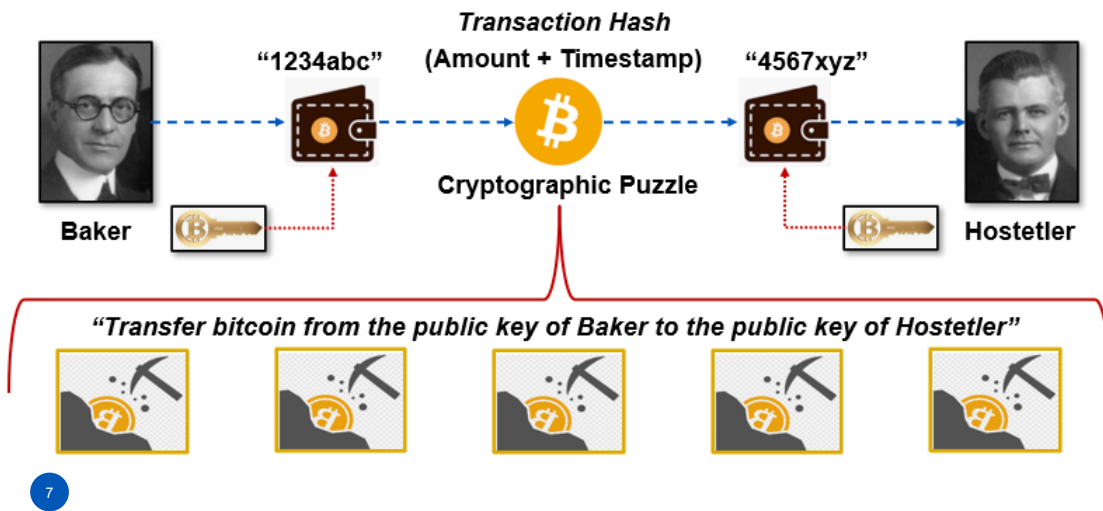 Transaction Hash
“1234abc”
(Amount + Timestamp)
“4567xyz”
Cryptographic Puzzle
Baker
Hostetler
“Transfer bitcoin from the public key of Baker to the public key of Hostetler”
7